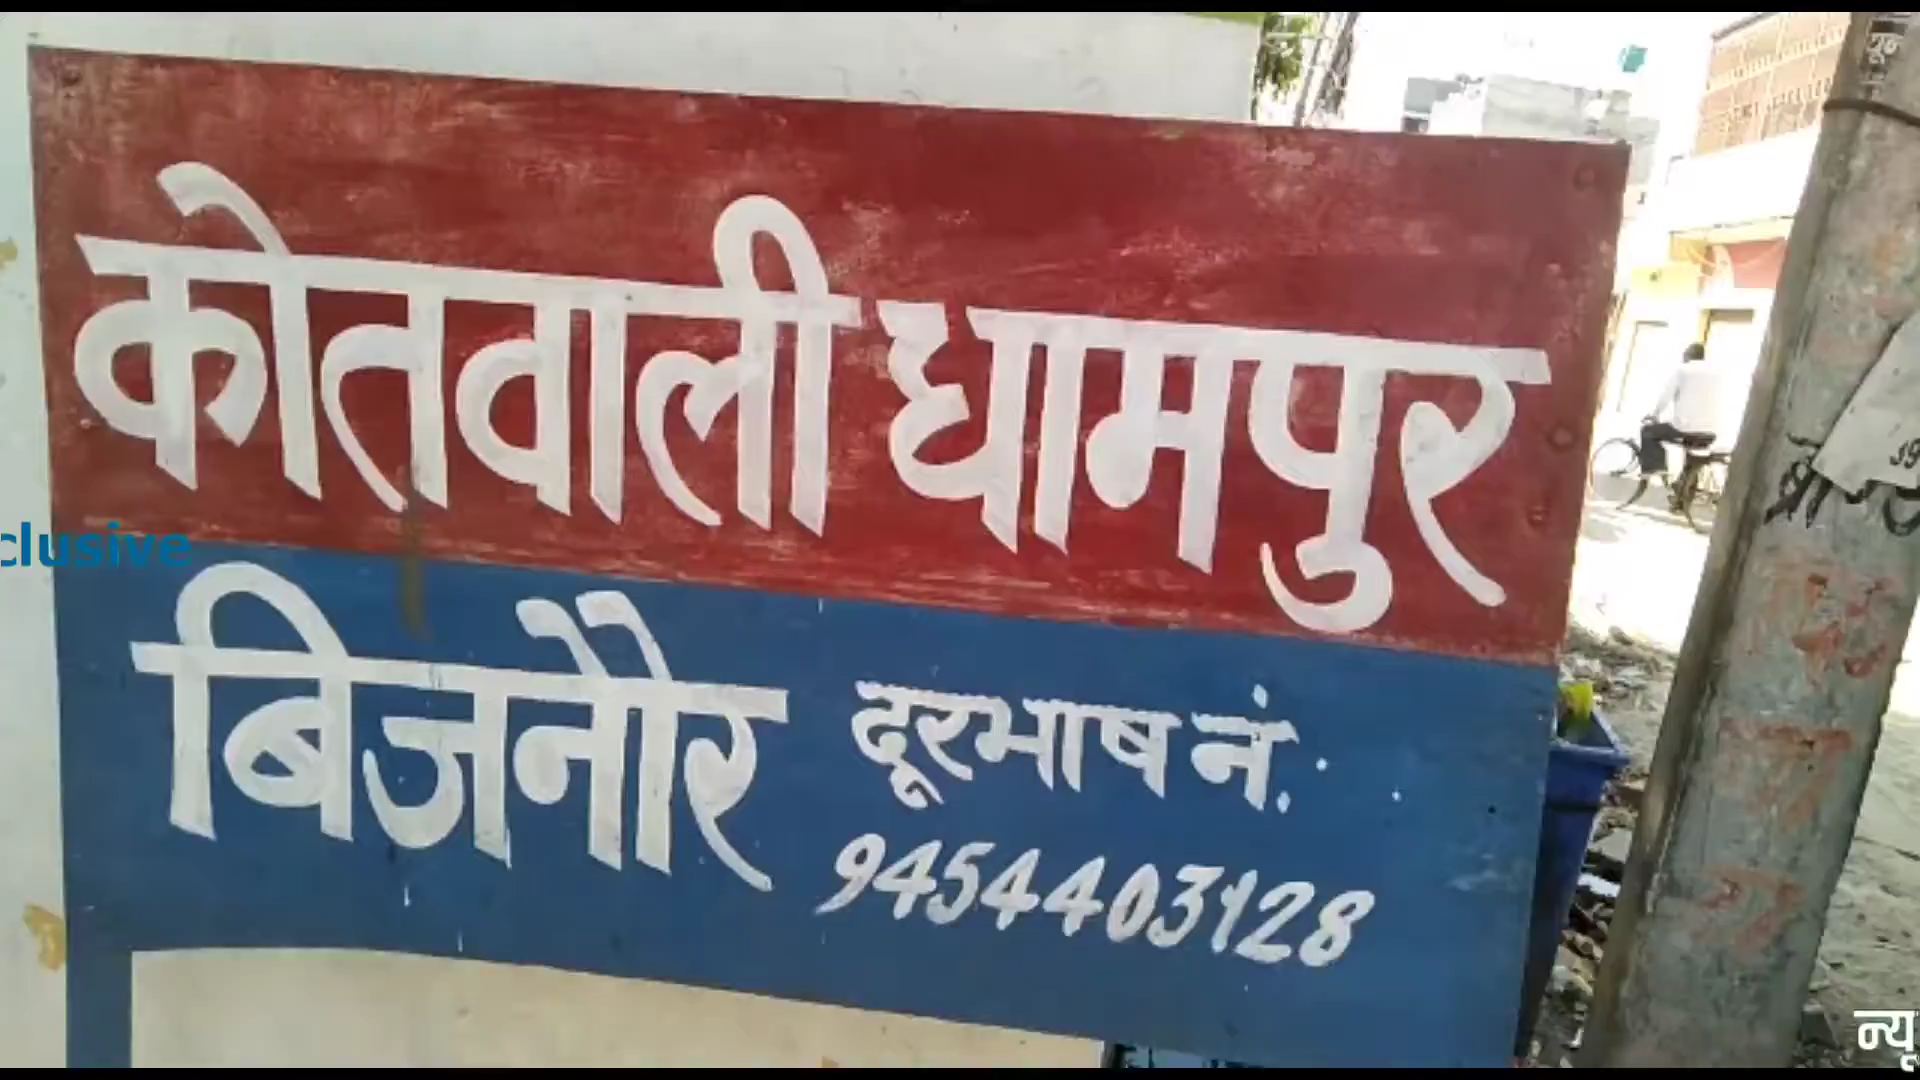 कोतवाली धामपुर
बिजनौर दूरभाष नं.
9454403128
clusive
न्यू